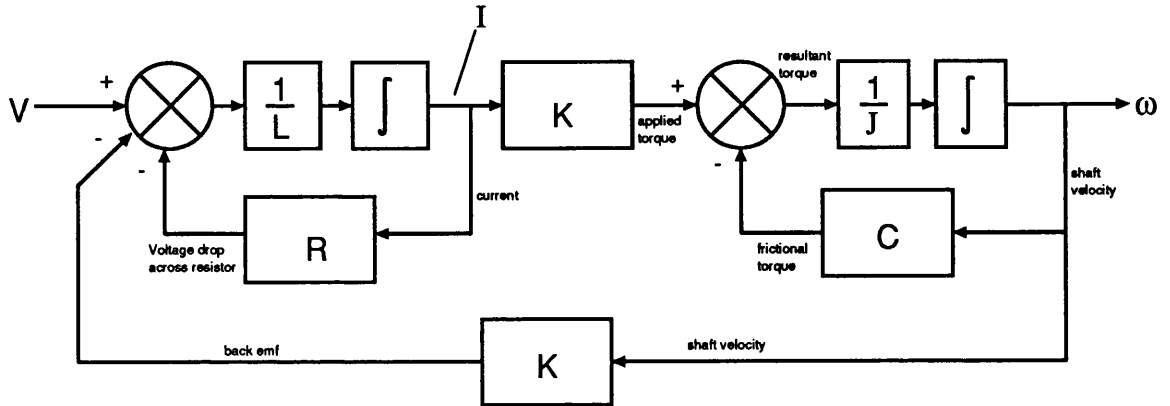 I
V
+
-
-
1
L
∫
K
applied
torque
+
-
resultant
torque
1
J
∫
ω
shaft
velocity
current
R
Voltage drop
across resistor
C
frictional
torque
back emf
K
shaft velocity